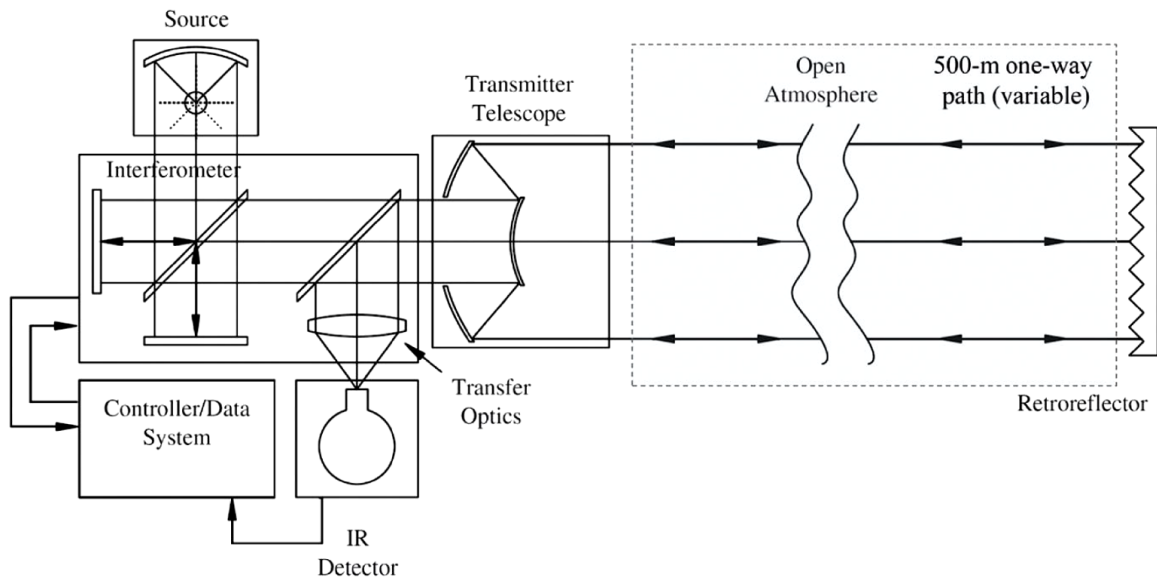 Source
Transmitter
Telescope
Open
Atmosphere
500-m one-way
path (variable)
Interferometer
Transfer
Optics
Retroreflector
Controller/Data
System
IR
Detector